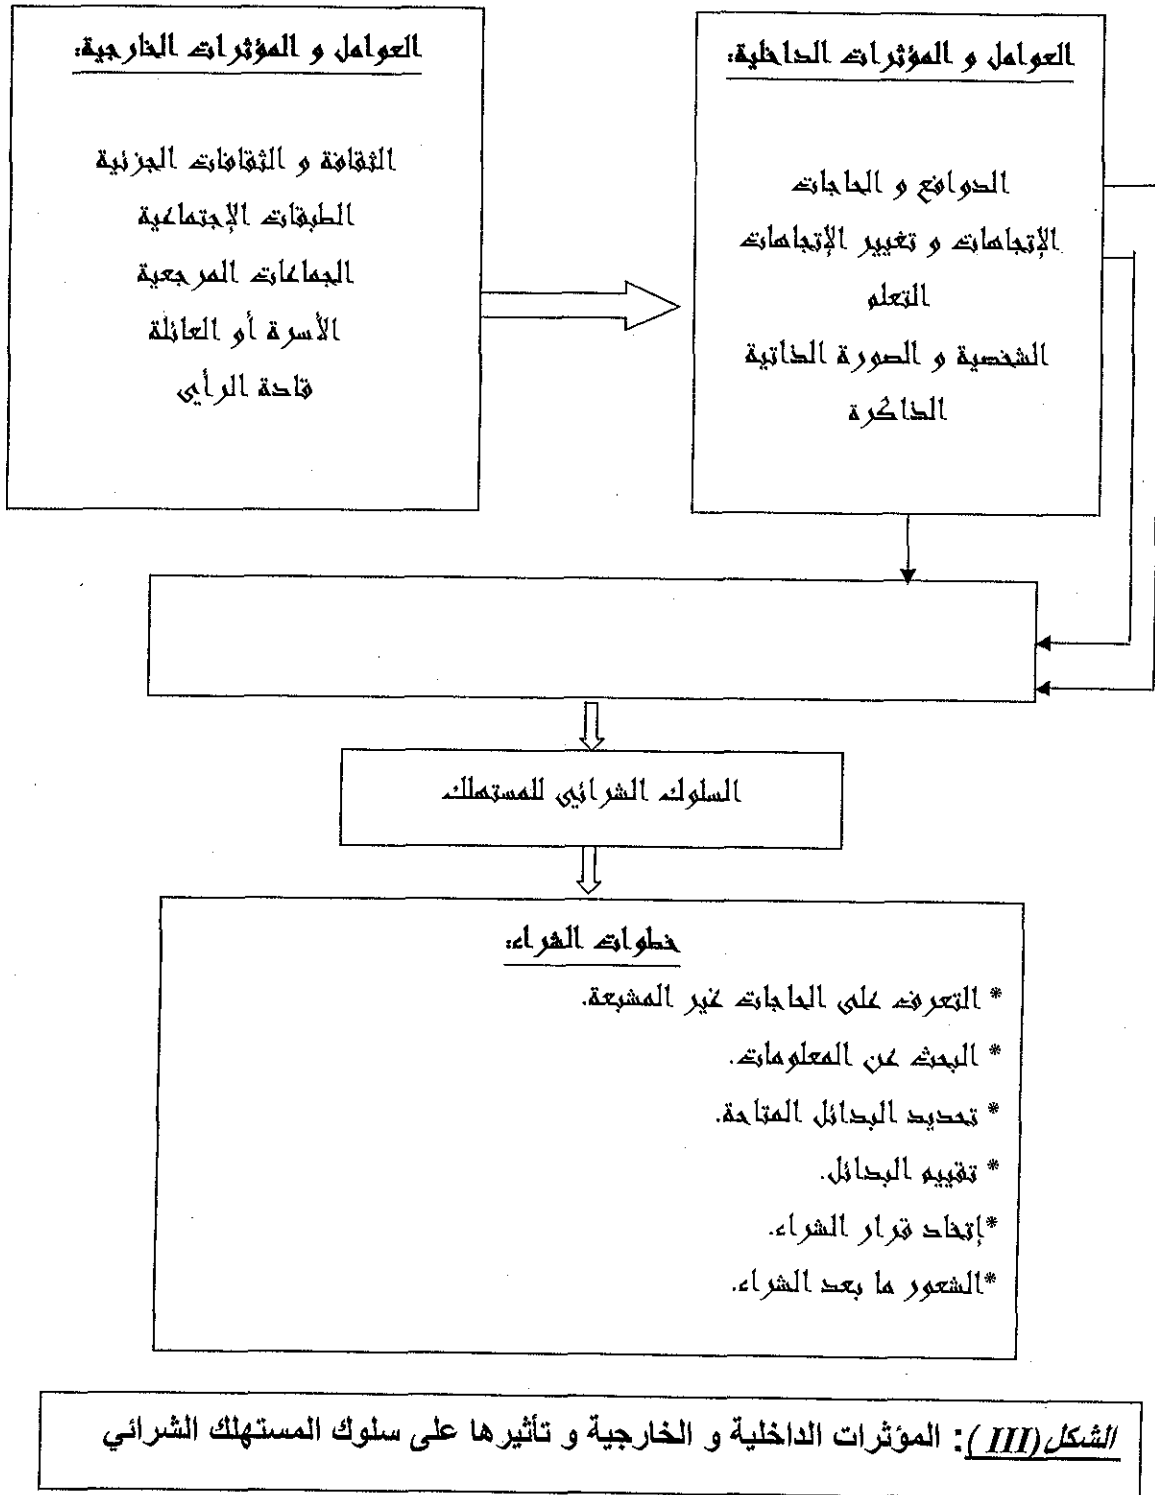 العوامل و المؤثرات الخارجية:
الثقافة و الثقافات الجزئية
الطبقات الإجتماعية
الجماعات المرجعية
الأسرة أو العائلة
قادة الرأي
العوامل و المؤثرات الداخلية:
الدوافع و الحاجات
الإتجاهات و تغيير الإتجاهات
التعلم
الشخصية و الصورة الذاتية
الذاكرة
السلوك الشرائي للمستهلك
خطوات الشراء:
* التعرف على الحاجات غير المشبعة.
* البحث عن المعلومات.
* تحديد البدائل المتاحة.
* تقييم البدائل.
*إتخاد قرار الشراء.
*الشعور ما بعد الشراء.
الشكل(III): المؤثرات الداخلية و الخارجية و تأثيرها على سلوك المستهلك الشرائي